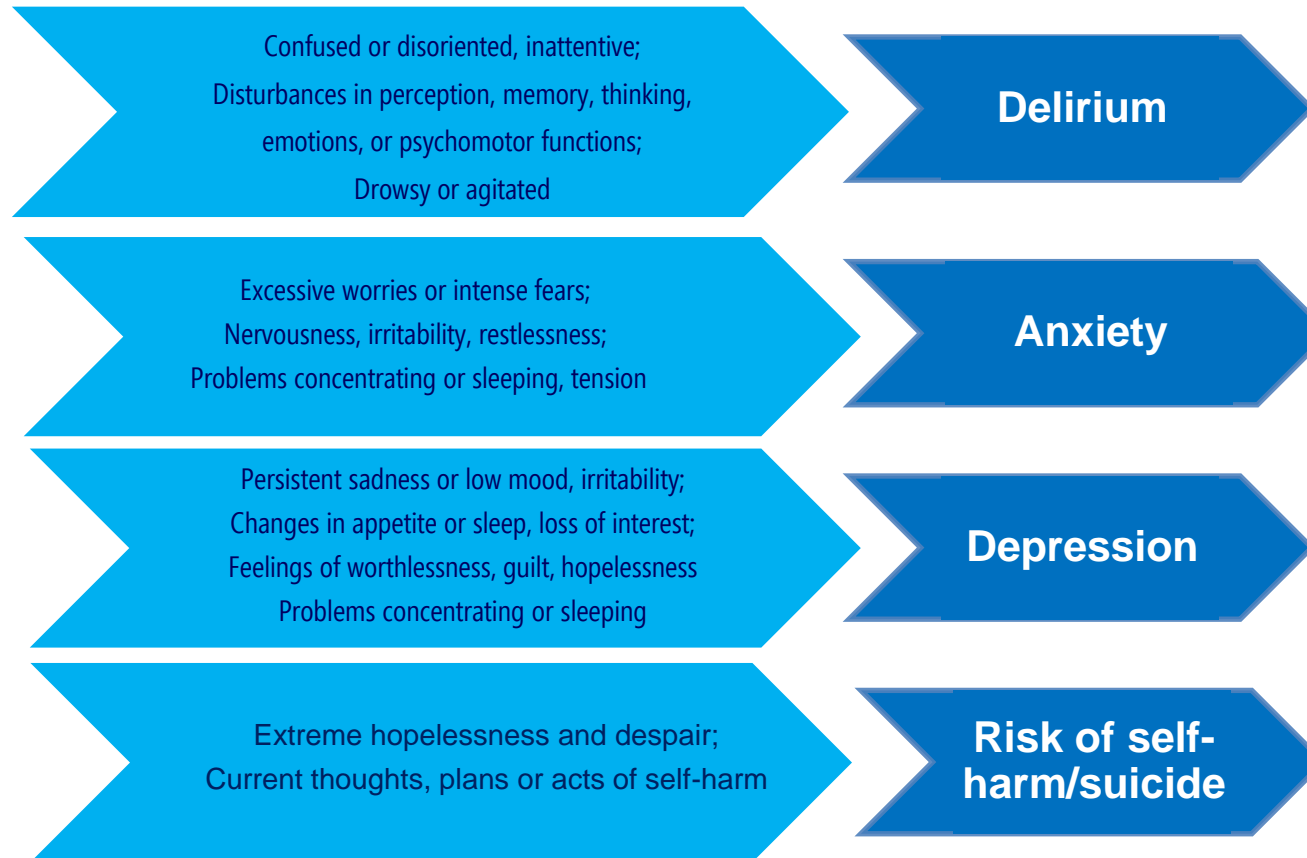 Confused or disoriented, inattentive;
Disturbances in perception, memory, thinking,
emotions, or psychomotor functions;
Drowsy or agitated
Delirium
Excessive worries or intense fears;
Nervousness, irritability, restlessness;
Problems concentrating or sleeping, tension
Anxiety
Persistent sadness or low mood, irritability;
Changes in appetite or sleep, loss of interest;
Feelings of worthlessness, guilt, hopelessness
Problems concentrating or sleeping
Depression
Extreme hopelessness and despair;
Current thoughts, plans or acts of self-harm
Risk of self-
harm/suicide